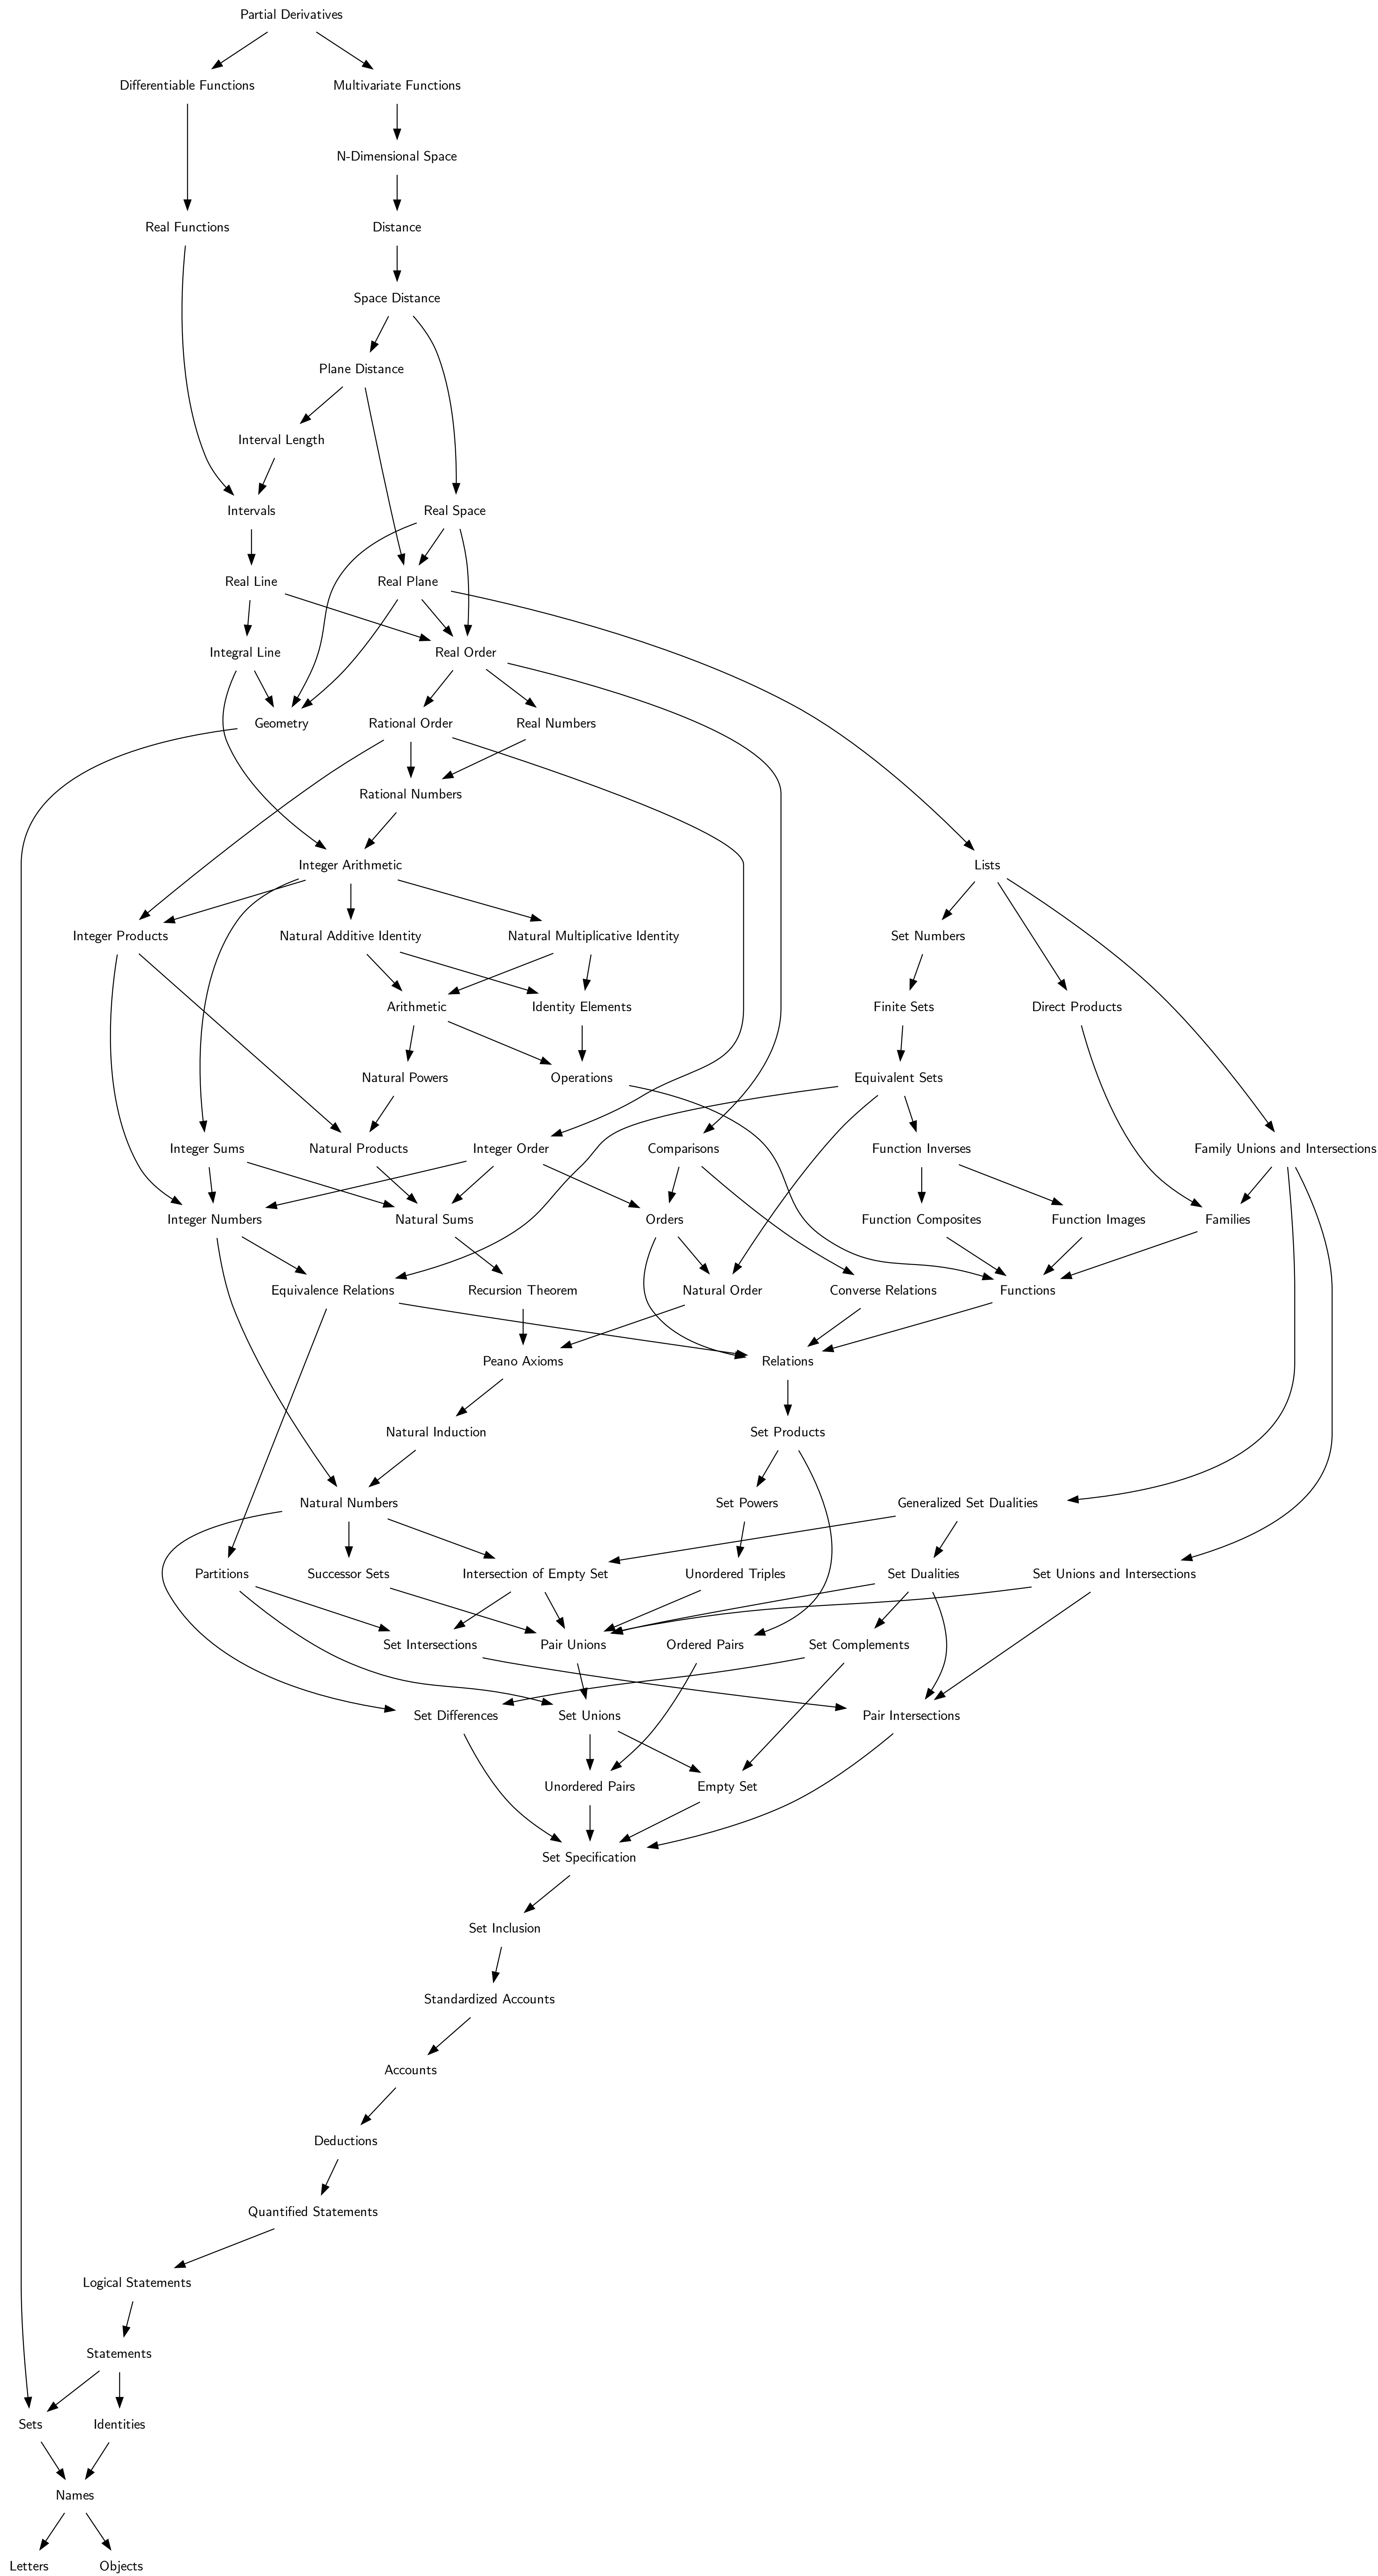 Partial Derivatives
Differentiable Functions
Multivariate Functions
N-Dimensional Space
Real Functions
Distance
Space Distance
Plane Distance
Interval Length
Intervals
Real Space
Real Line
Real Plane
Integral Line
Real Order
Geometry
Rational Order
Real Numbers
Rational Numbers
Integer Arithmetic
Lists
Integer Products
Natural Additive Identity
Natural Multiplicative Identity
Set Numbers
Arithmetic
Identity Elements
Finite Sets
Direct Products
Natural Powers
Operations
Equivalent Sets
Integer Sums
Natural Products
Integer Order
Comparisons
Function Inverses
Family Unions and Intersections
Integer Numbers
Natural Sums
Orders
Function Composites
Function Images
Families
Equivalence Relations
Recursion Theorem
Natural Order
Converse Relations
Functions
Peano Axioms
Relations
Natural Induction
Set Products
Natural Numbers
Set Powers
Generalized Set Dualities
Partitions
Successor Sets
Intersection of Empty Set
Unordered Triples
Set Dualities
Set Unions and Intersections
Set Intersections
Pair Unions
Ordered Pairs
Set Complements
Set Differences
Set Unions
Pair Intersections
Unordered Pairs
Empty Set
Set Specification
Set Inclusion
Standardized Accounts
Accounts
Deductions
Quantified Statements
Logical Statements
Statements
Sets
Identities
Names
Letters
Objects